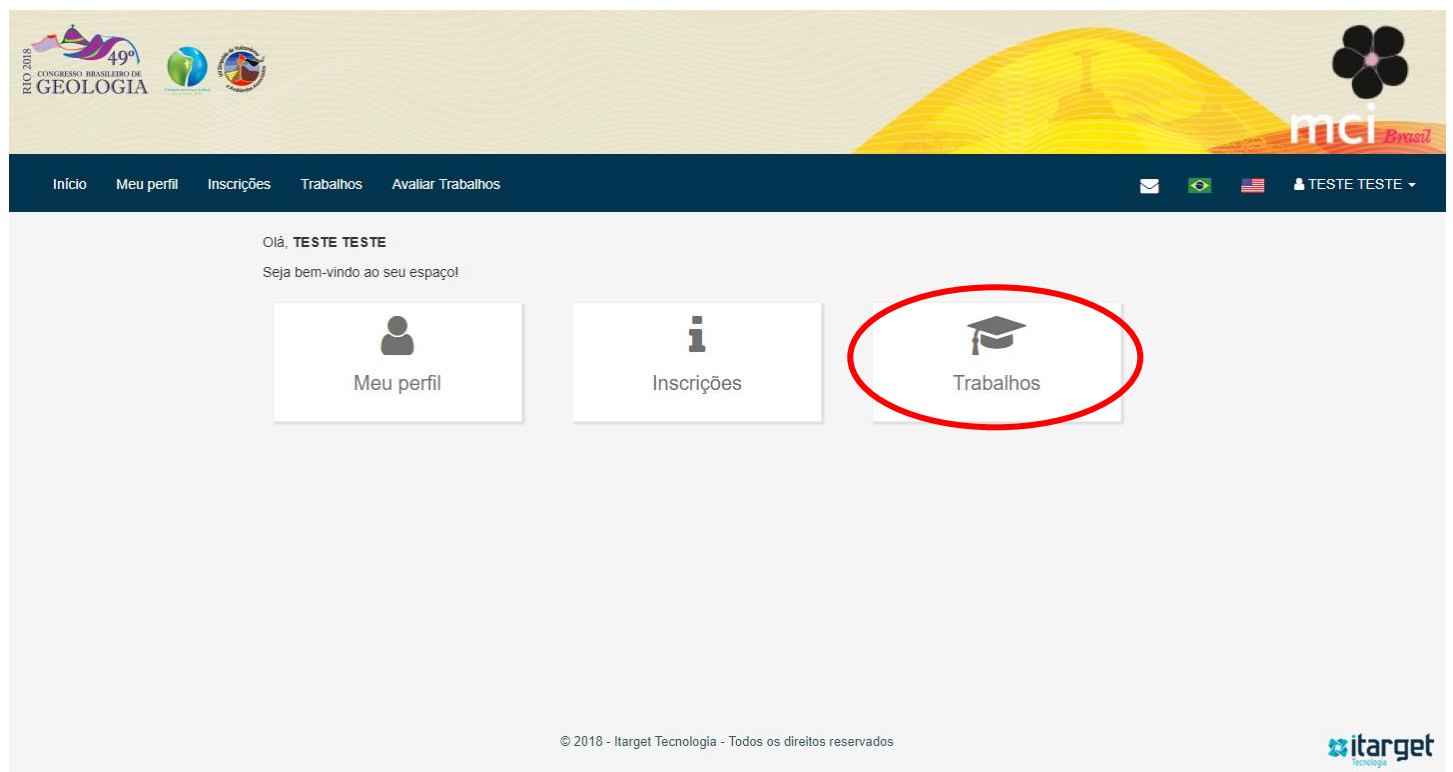 RIO 2018
49º
CONGRESSO BRASILEIRO DE
GEOLOGIA
mci Brasil
Início Meu perfil Inscrições Trabalhos Avaliar Trabalhos TESTE TESTE
Olá, TESTE TESTE
Seja bem-vindo ao seu espaço!
Meu perfil Inscrições Trabalhos
© 2018 - Itarget Tecnologia - Todos os direitos reservados
itarget
Tecnologia